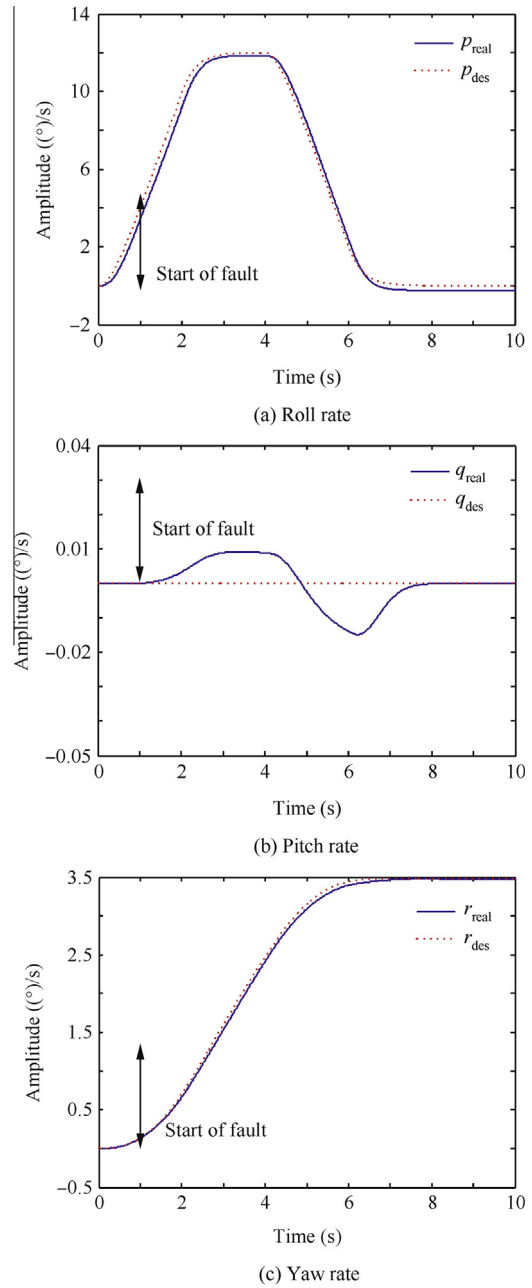 14
12
Amplitude ((°)/s)
6
2
−2
p_real
p_des
Start of fault
0
2
4
6
8
10
Time (s)
(a) Roll rate
0.04
0.01
Amplitude ((°)/s)
−0.02
−0.05
q_real
q_des
Start of fault
0
2
4
6
8
10
Time (s)
(b) Pitch rate
3.5
2.5
Amplitude ((°)/s)
1.5
0.5
−0.5
r_real
r_des
Start of fault
0
2
4
6
8
10
Time (s)
(c) Yaw rate